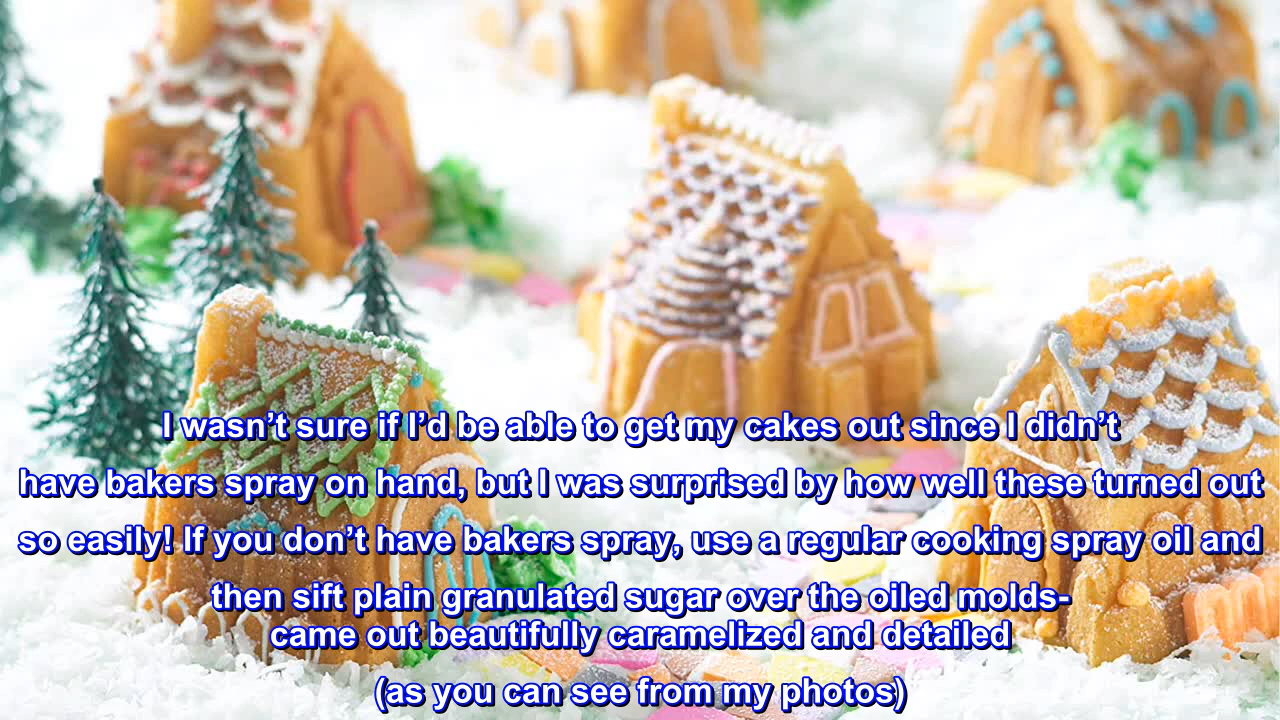 I wasn’t sure if I’d be able to get my cakes out since I didn’t
have bakers spray on hand, but I was surprised by how well these turned out
so easily! If you don’t have bakers spray, use a regular cooking spray oil and
then sift plain granulated sugar over the oiled molds-
came out beautifully caramelized and detailed
(as you can see from my photos)